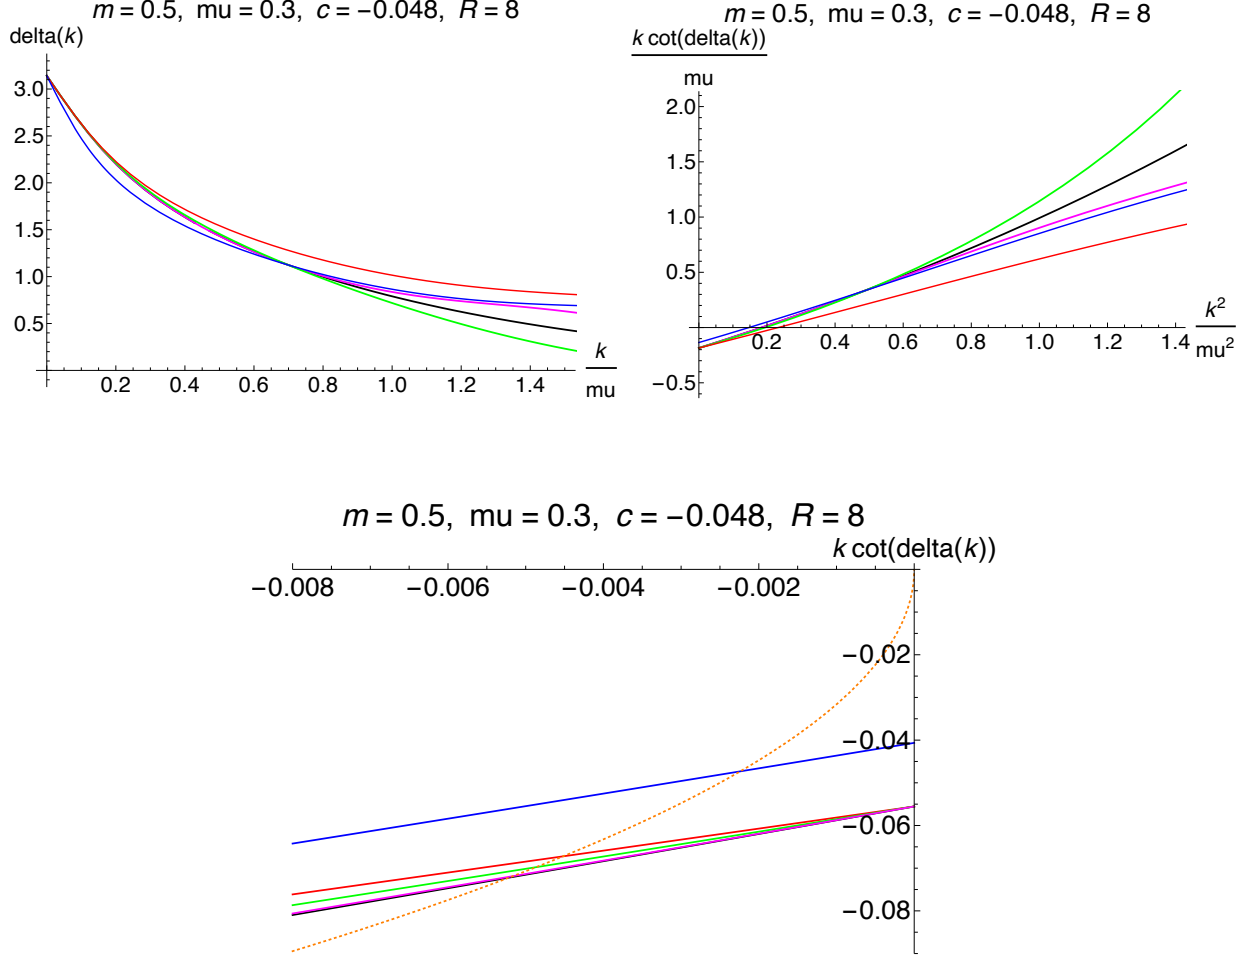 m = 0.5, mu = 0.3, c = −0.048, R = 8
delta(k)
3.0
2.5
2.0
1.5
1.0
0.5
0.2 0.4 0.6 0.8 1.0 1.2 1.4
k
mu
m = 0.5, mu = 0.3, c = −0.048, R = 8
k cot(delta(k))
mu
2.0
1.5
1.0
0.5
−0.5
0.2 0.4 0.6 0.8 1.0 1.2 1.4
k²
mu²
m = 0.5, mu = 0.3, c = −0.048, R = 8
k cot(delta(k))
−0.008 −0.006 −0.004 −0.002
−0.02
−0.04
−0.06
−0.08